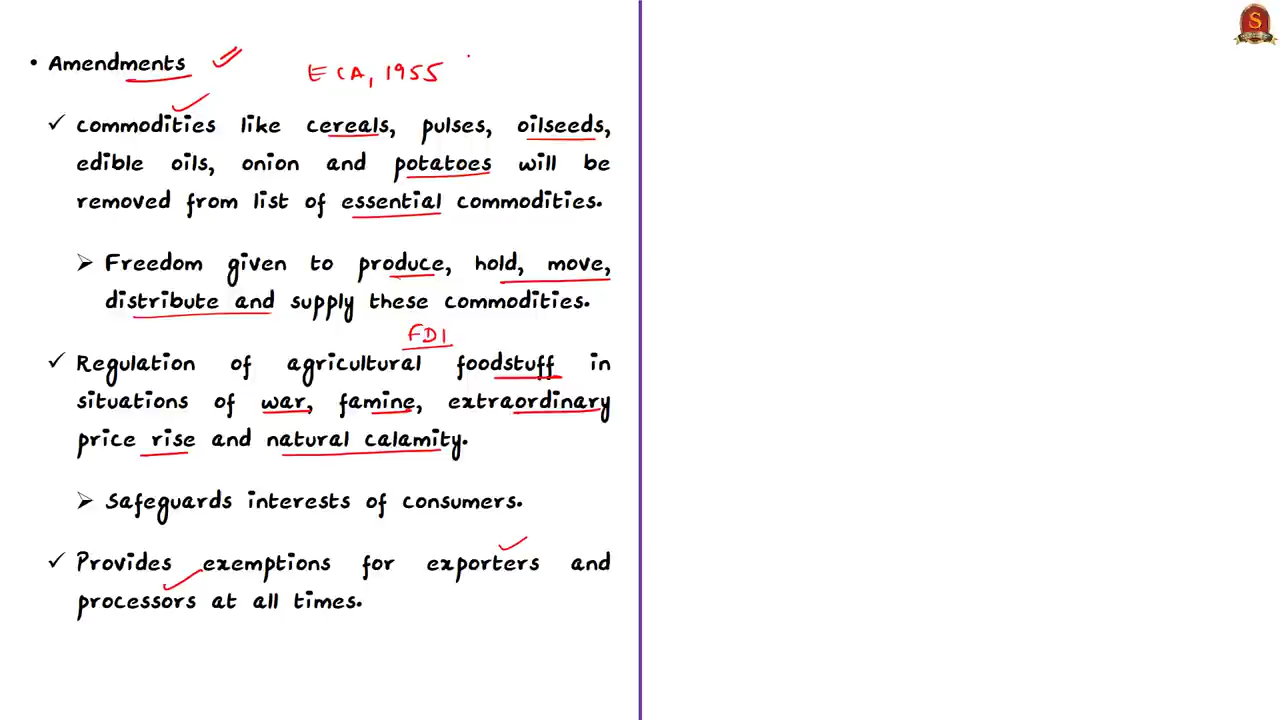 • Amendments
ECA, 1955
✓ Commodities like cereals, pulses, oilseeds,
edible oils, onion and potatoes will be
removed from list of essential commodities.
➤ Freedom given to produce, hold, move,
distribute and supply these commodities.
FDI
✓ Regulation of agricultural foodstuff in
situations of war, famine, extraordinary
price rise and natural calamity.
➤ Safeguards interests of consumers.
✓ Provides exemptions for exporters and
processors at all times.
S